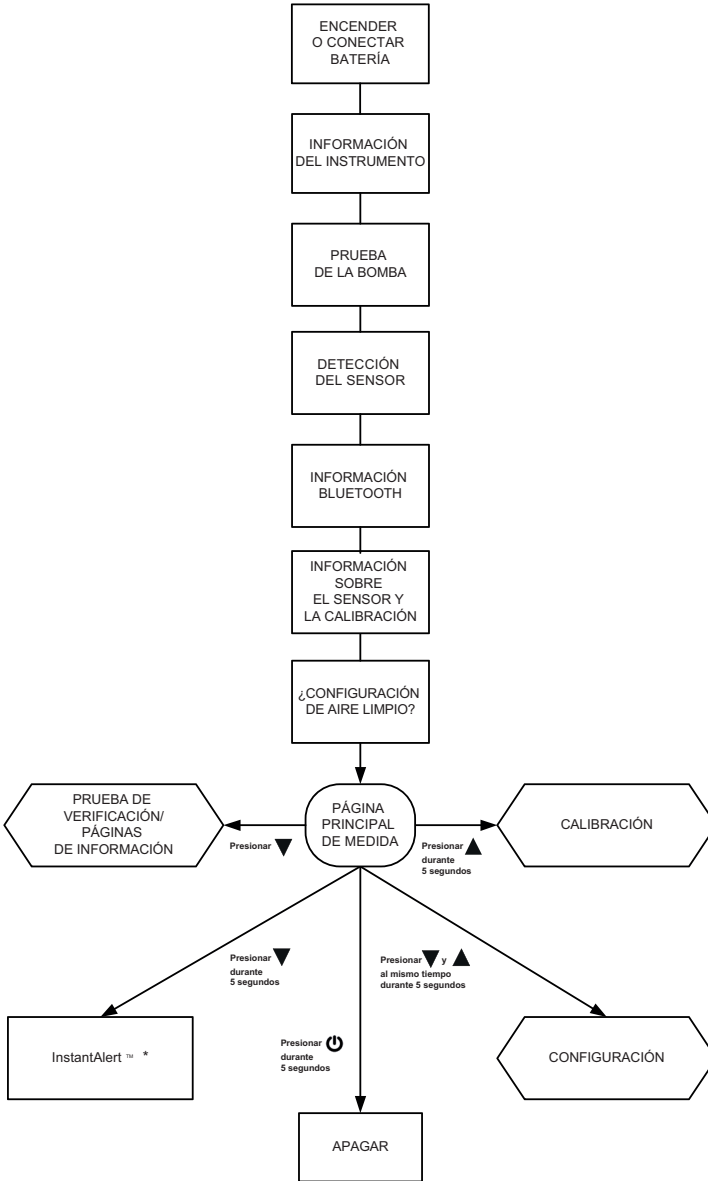 ENCENDER
O CONECTAR
BATERÍA
INFORMACIÓN
DEL INSTRUMENTO
PRUEBA
DE LA BOMBA
DETECCIÓN
DEL SENSOR
INFORMACIÓN
BLUETOOTH
INFORMACIÓN
SOBRE
EL SENSOR Y
LA CALIBRACIÓN
¿CONFIGURACIÓN
DE AIRE LIMPIO?
PRUEBA DE
VERIFICACIÓN/
PÁGINAS
DE INFORMACIÓN
Presionar ▼
PÁGINA
PRINCIPAL
DE MEDIDA
Presionar ▲
durante
5 segundos
CALIBRACIÓN
Presionar ▼
durante
5 segundos
Presionar ▼ y ▲
al mismo tiempo
durante 5 segundos
InstantAlert ™ *
Presionar ⏻
durante
5 segundos
CONFIGURACIÓN
APAGAR